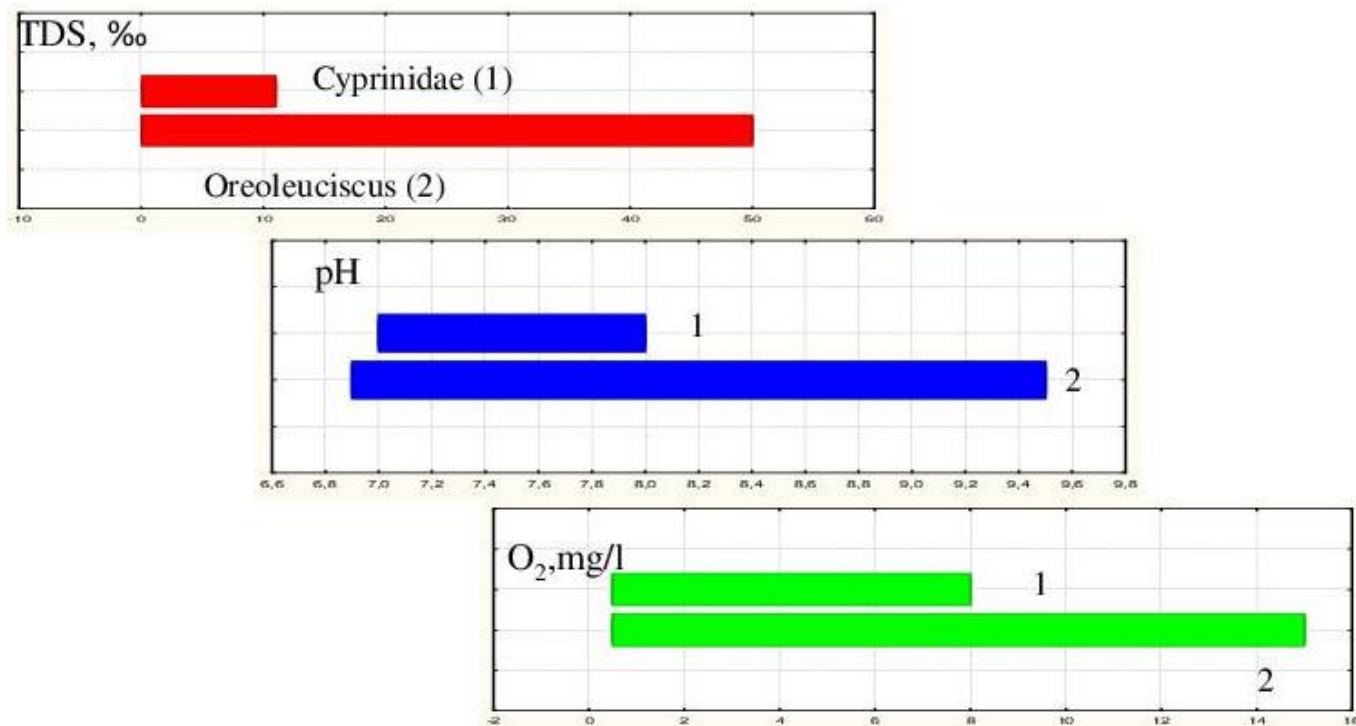 TDS, ‰
Cyprinidae (1)
Oreoleuciscus (2)
10 0 10 20 30 40 50 60
pH
1
2
6,6 6,8 7,0 7,2 7,4 7,6 7,8 8,0 8,2 8,4 8,6 8,8 9,0 9,2 9,4 9,6 9,8
O₂,mg/l
1
2
-2 0 2 4 6 8 10 12 14 16